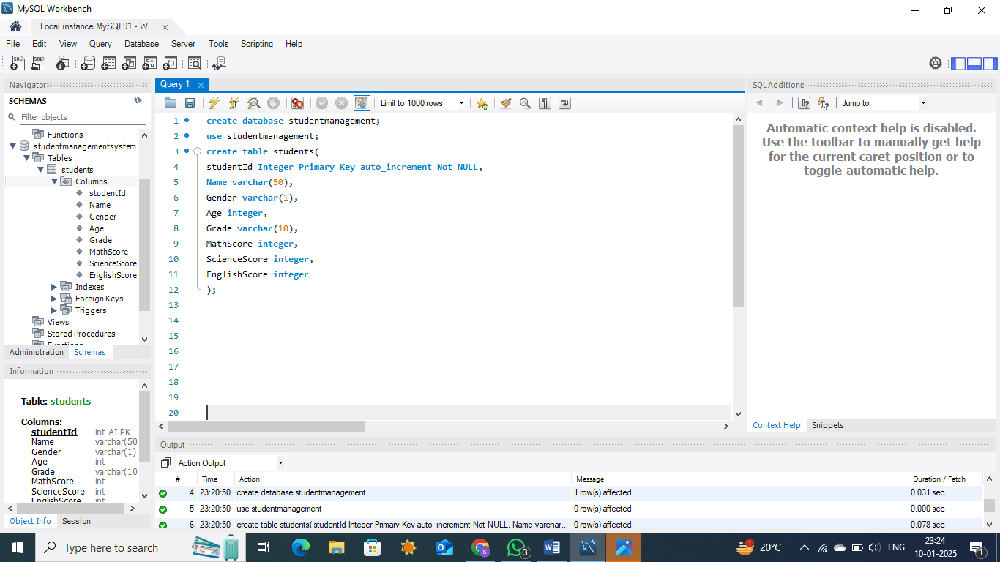 MySQL Workbench
Local instance MySQL91 - W...
File Edit View Query Database Server Tools Scripting Help
Navigator
SCHEMAS
Filter objects
Functions
studentmanagementsystem
Tables
students
Columns
studentId
Name
Gender
Age
Grade
MathScore
ScienceScore
EnglishScore
Indexes
Foreign Keys
Triggers
Views
Stored Procedures
Functions
Administration Schemas
Information
Table: students
Columns:
studentId int AI PK
Name varchar(50
Gender varchar(1)
Age int
Grade varchar(10
MathScore int
ScienceScore int
EnglishScore int
Object Info Session
Query 1
Limit to 1000 rows
1 create database studentmanagement;
2 use studentmanagement;
3 create table students(
4 studentId Integer Primary Key auto_increment Not NULL,
5 Name varchar(50),
6 Gender varchar(1),
7 Age integer,
8 Grade varchar(10),
9 MathScore integer,
10 ScienceScore integer,
11 EnglishScore integer
12 );
13
14
15
16
17
18
19
20
SQLAdditions
Jump to
Automatic context help is disabled.
Use the toolbar to manually get help
for the current caret position or to
toggle automatic help.
Context Help Snippets
Output
Action Output
# Time Action Message Duration / Fetch
4 23:20:50 create database studentmanagement 1 row(s) affected 0.031 sec
5 23:20:50 use studentmanagement 0 row(s) affected 0.000 sec
6 23:20:50 create table students( studentId Integer Primary Key auto_increment Not NULL, Name varchar... 0 row(s) affected 0.078 sec
Type here to search
3
1
20°C
ENG
23:24
10-01-2025
1